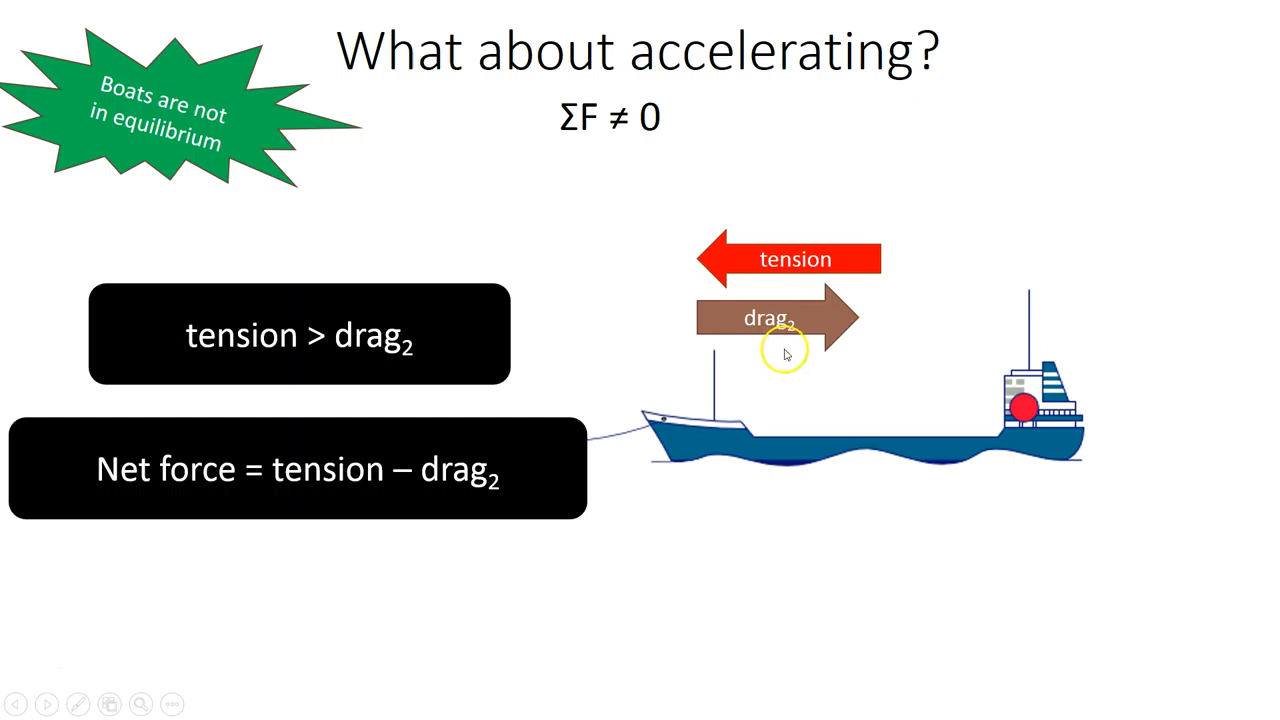 What about accelerating?
ΣF ≠ 0
Boats are not
in equilibrium
tension
drag₂
tension > drag₂
Net force = tension – drag₂